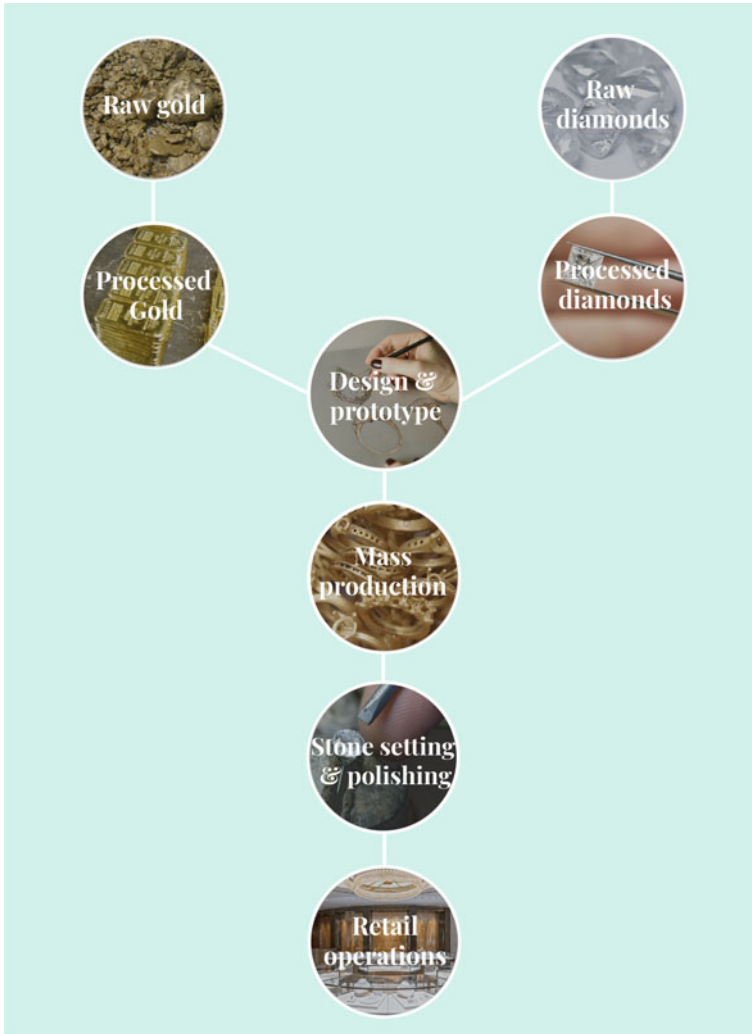 Raw gold
Raw
diamonds
Processed
Gold
Processed
diamonds
Design &
prototype
Mass
production
Stone setting
& polishing
Retail
operations